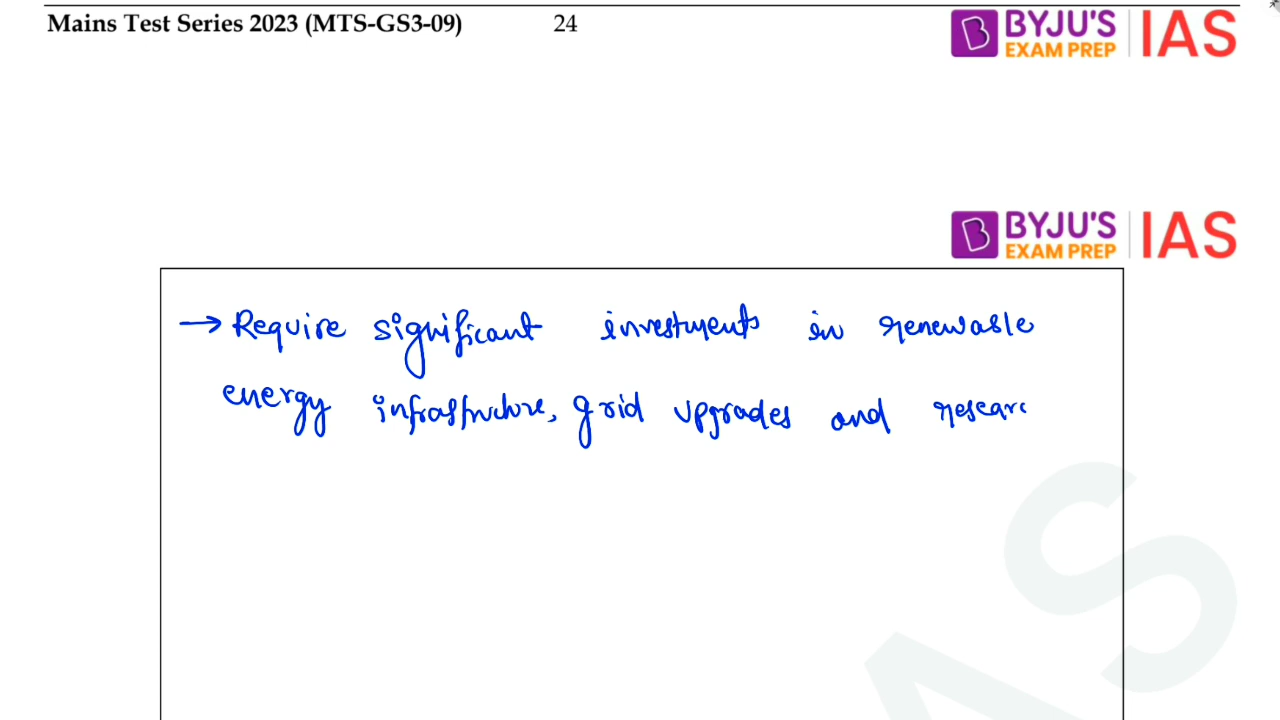 Mains Test Series 2023 (MTS-GS3-09) 24 BYJU'S EXAM PREP IAS
BYJU'S EXAM PREP IAS
→ Require significant investments in renewable
energy infrastructure, grid upgrades and researc
AS